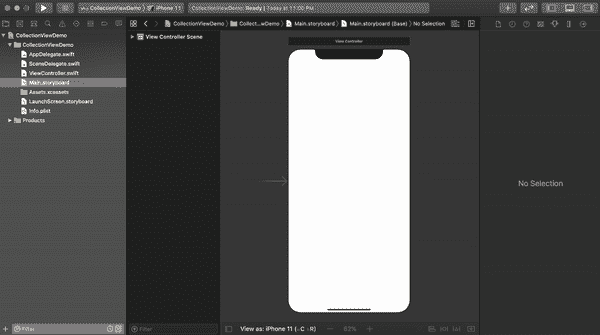 CollectionViewDemo 〉 iPhone 11
CollectionViewDemo: Ready | Today at 11:00 PM
CollectionViewDemo 〉 Collect...wDemo 〉 Main.storyboard 〉 Main.storyboard (Base) 〉 No Selection
CollectionViewDemo
CollectionViewDemo
AppDelegate.swift
SceneDelegate.swift
ViewController.swift
Main.storyboard
Assets.xcassets
LaunchScreen.storyboard
Info.plist
Products
View Controller Scene
View Controller
No Selection
Filter
Filter
View as: iPhone 11 (wC hR)